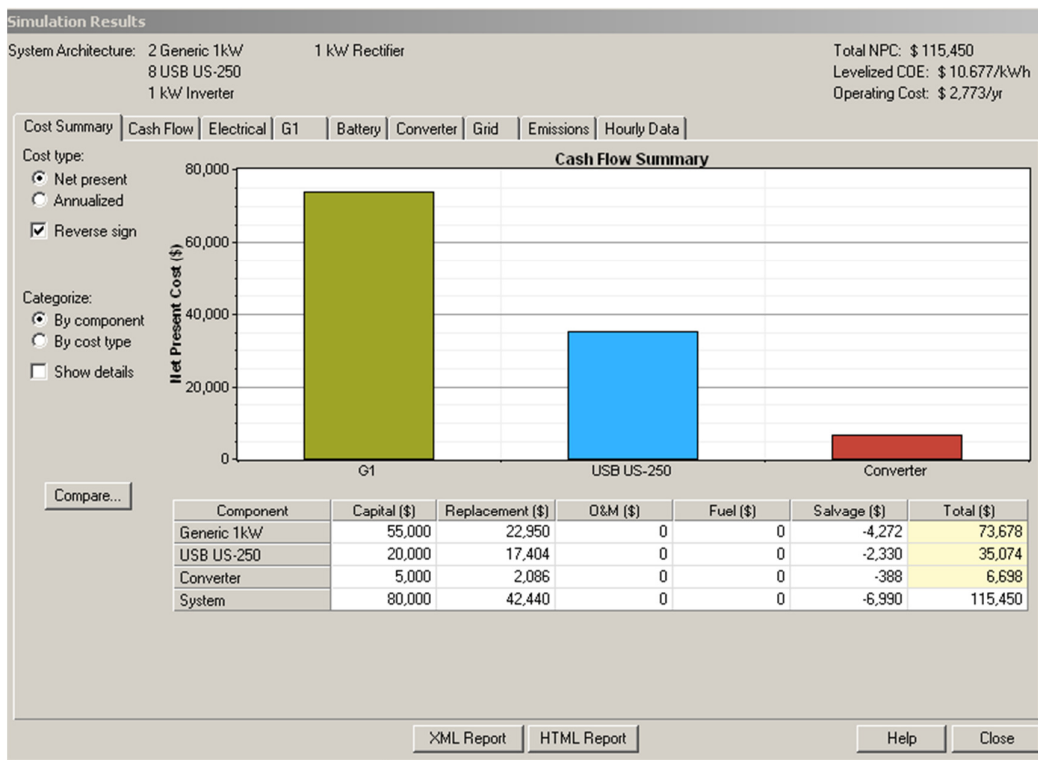 Simulation Results
System Architecture: 2 Generic 1kW 1 kW Rectifier Total NPC: $ 115,450
8 USB US-250 Levelized COE: $ 10.677/kWh
1 kW Inverter Operating Cost: $ 2,773/yr
Cost Summary Cash Flow Electrical G1 Battery Converter Grid Emissions Hourly Data
Cost type:
Net present
Annualized
Reverse sign
Categorize:
By component
By cost type
Show details
Compare...
Cash Flow Summary
Net Present Cost ($)
80,000
60,000
40,000
20,000
0
G1 USB US-250 Converter
Component Capital ($) Replacement ($) O&M ($) Fuel ($) Salvage ($) Total ($)
Generic 1kW 55,000 22,950 0 0 -4,272 73,678
USB US-250 20,000 17,404 0 0 -2,330 35,074
Converter 5,000 2,086 0 0 -388 6,698
System 80,000 42,440 0 0 -6,990 115,450
XML Report HTML Report Help Close